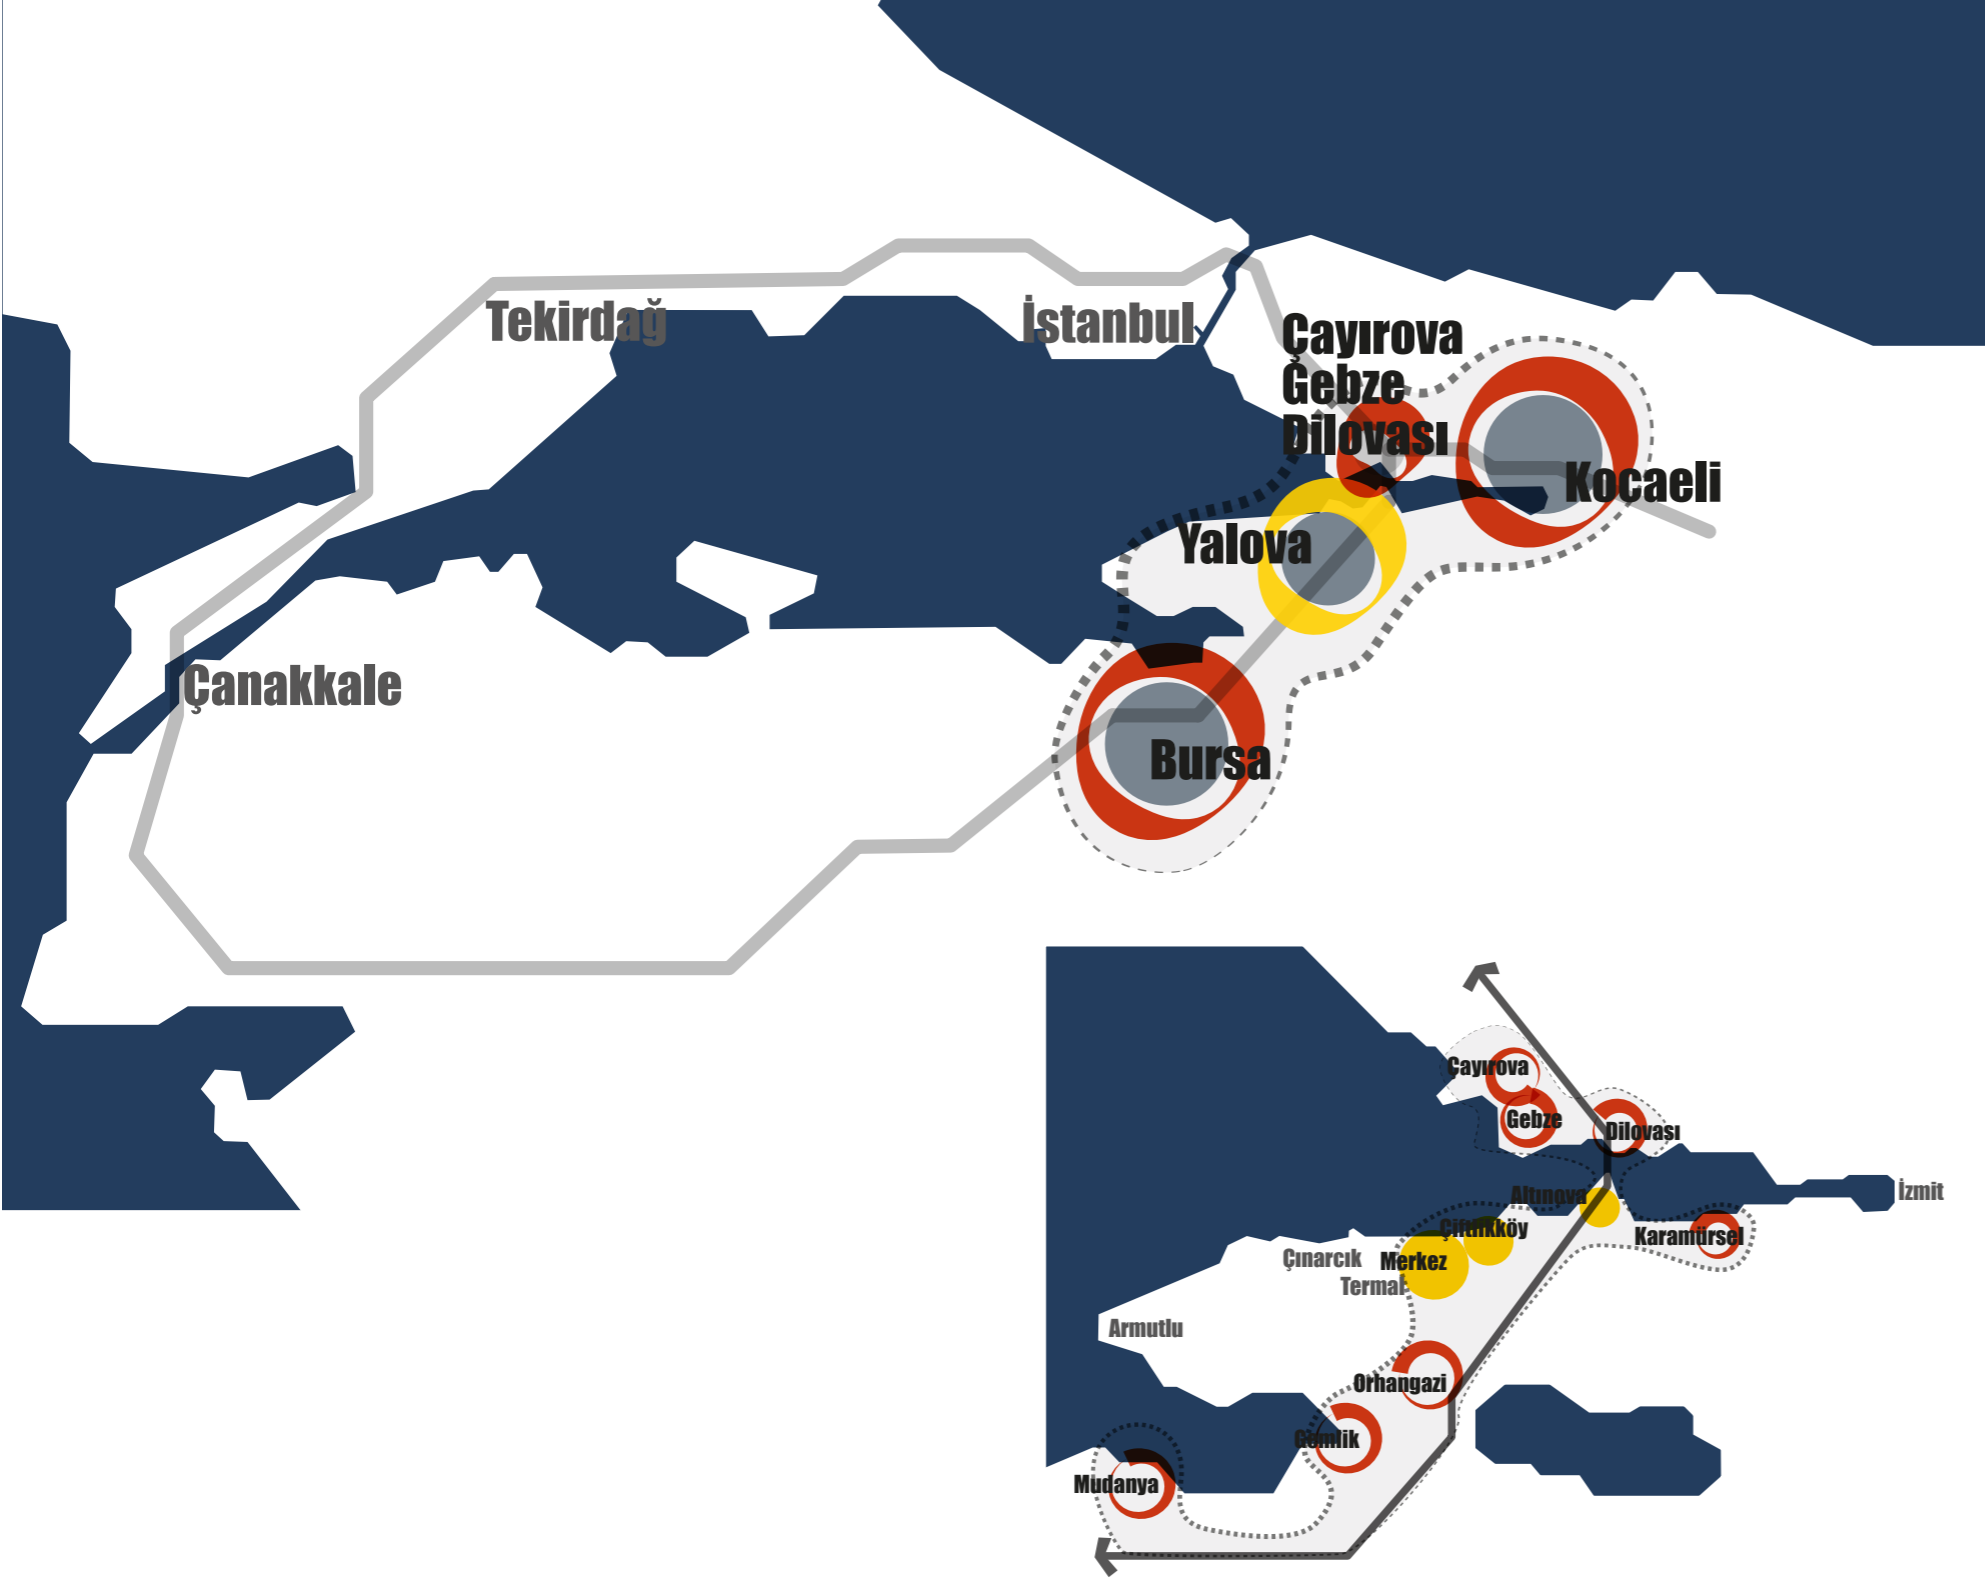 Tekirdağ
İstanbul
Çayırova
Gebze
Dilovası
Kocaeli
Yalova
Çanakkale
Bursa
Çayırova
Gebze
Dilovası
Altınova
İzmit
Çiftlikköy
Karamürsel
Çınarcık
Merkez
Termal
Armutlu
Orhangazi
Gemlik
Mudanya